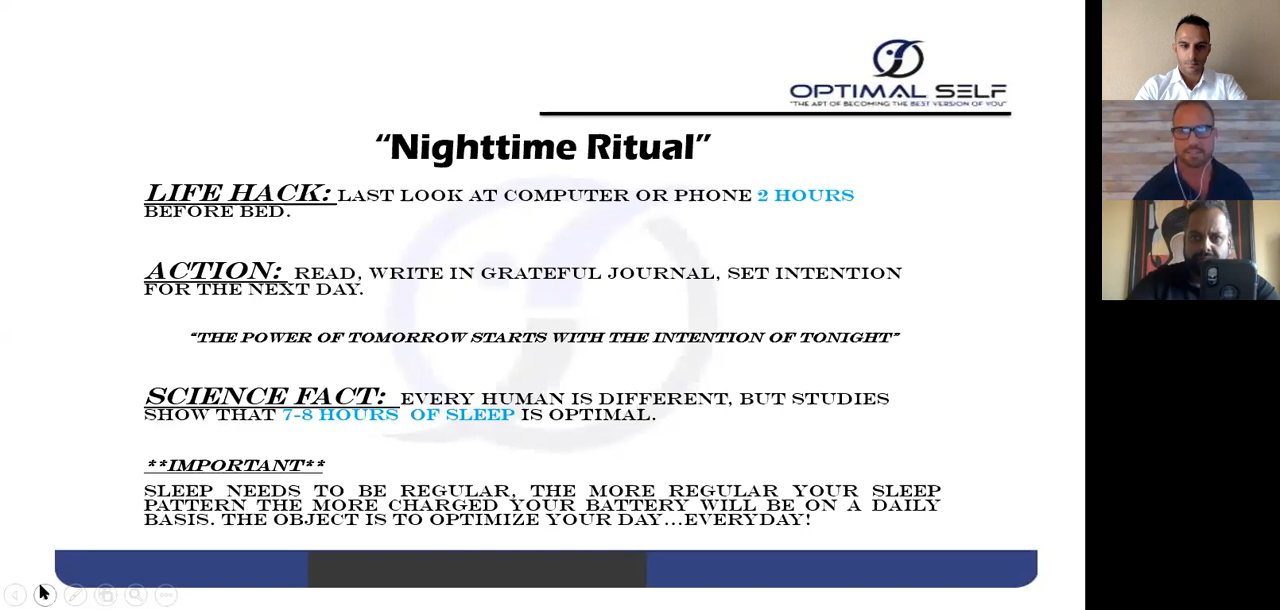 OPTIMAL SELF
"THE ART OF BECOMING THE BEST VERSION OF YOU"
“Nighttime Ritual”
LIFE HACK: LAST LOOK AT COMPUTER OR PHONE 2 HOURS
BEFORE BED.
ACTION: READ, WRITE IN GRATEFUL JOURNAL, SET INTENTION
FOR THE NEXT DAY.
“THE POWER OF TOMORROW STARTS WITH THE INTENTION OF TONIGHT”
SCIENCE FACT: EVERY HUMAN IS DIFFERENT, BUT STUDIES
SHOW THAT 7-8 HOURS OF SLEEP IS OPTIMAL.
**IMPORTANT**
SLEEP NEEDS TO BE REGULAR, THE MORE REGULAR YOUR SLEEP
PATTERN THE MORE CHARGED YOUR BATTERY WILL BE ON A DAILY
BASIS. THE OBJECT IS TO OPTIMIZE YOUR DAY...EVERYDAY!